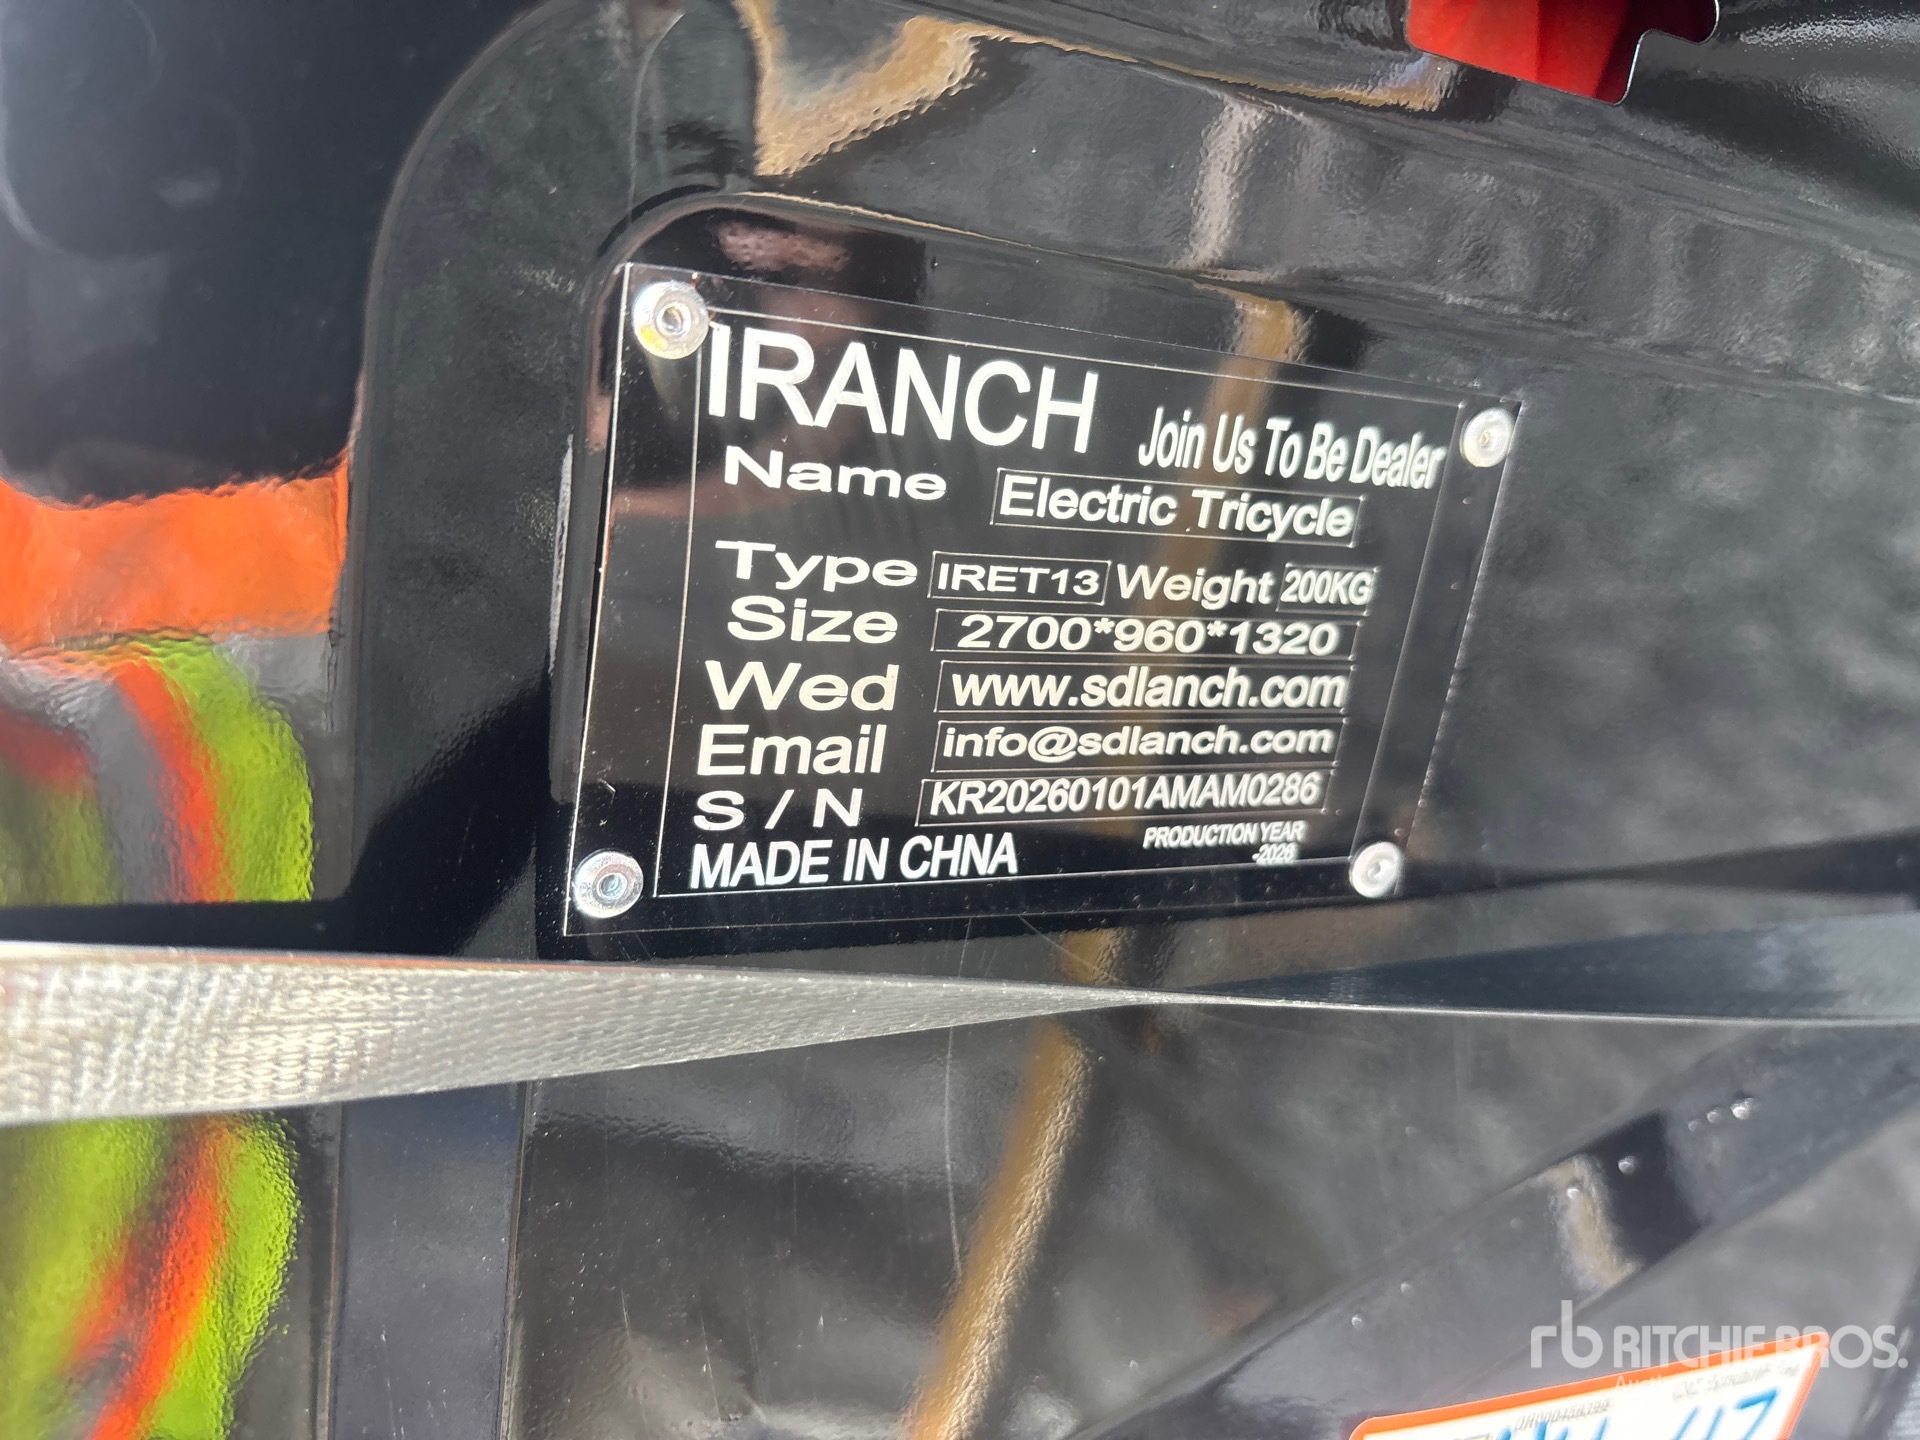 IRANCH Join Us To Be Dealer
Name Electric Tricycle
Type IRET13 Weight 200KG
Size 2700*960*1320
Wed www.sdlanch.com
Email info@sdlanch.com
S / N KR20260101AMAM0286
MADE IN CHNA PRODUCTION YEAR
-2026
rb RITCHIE BROS.